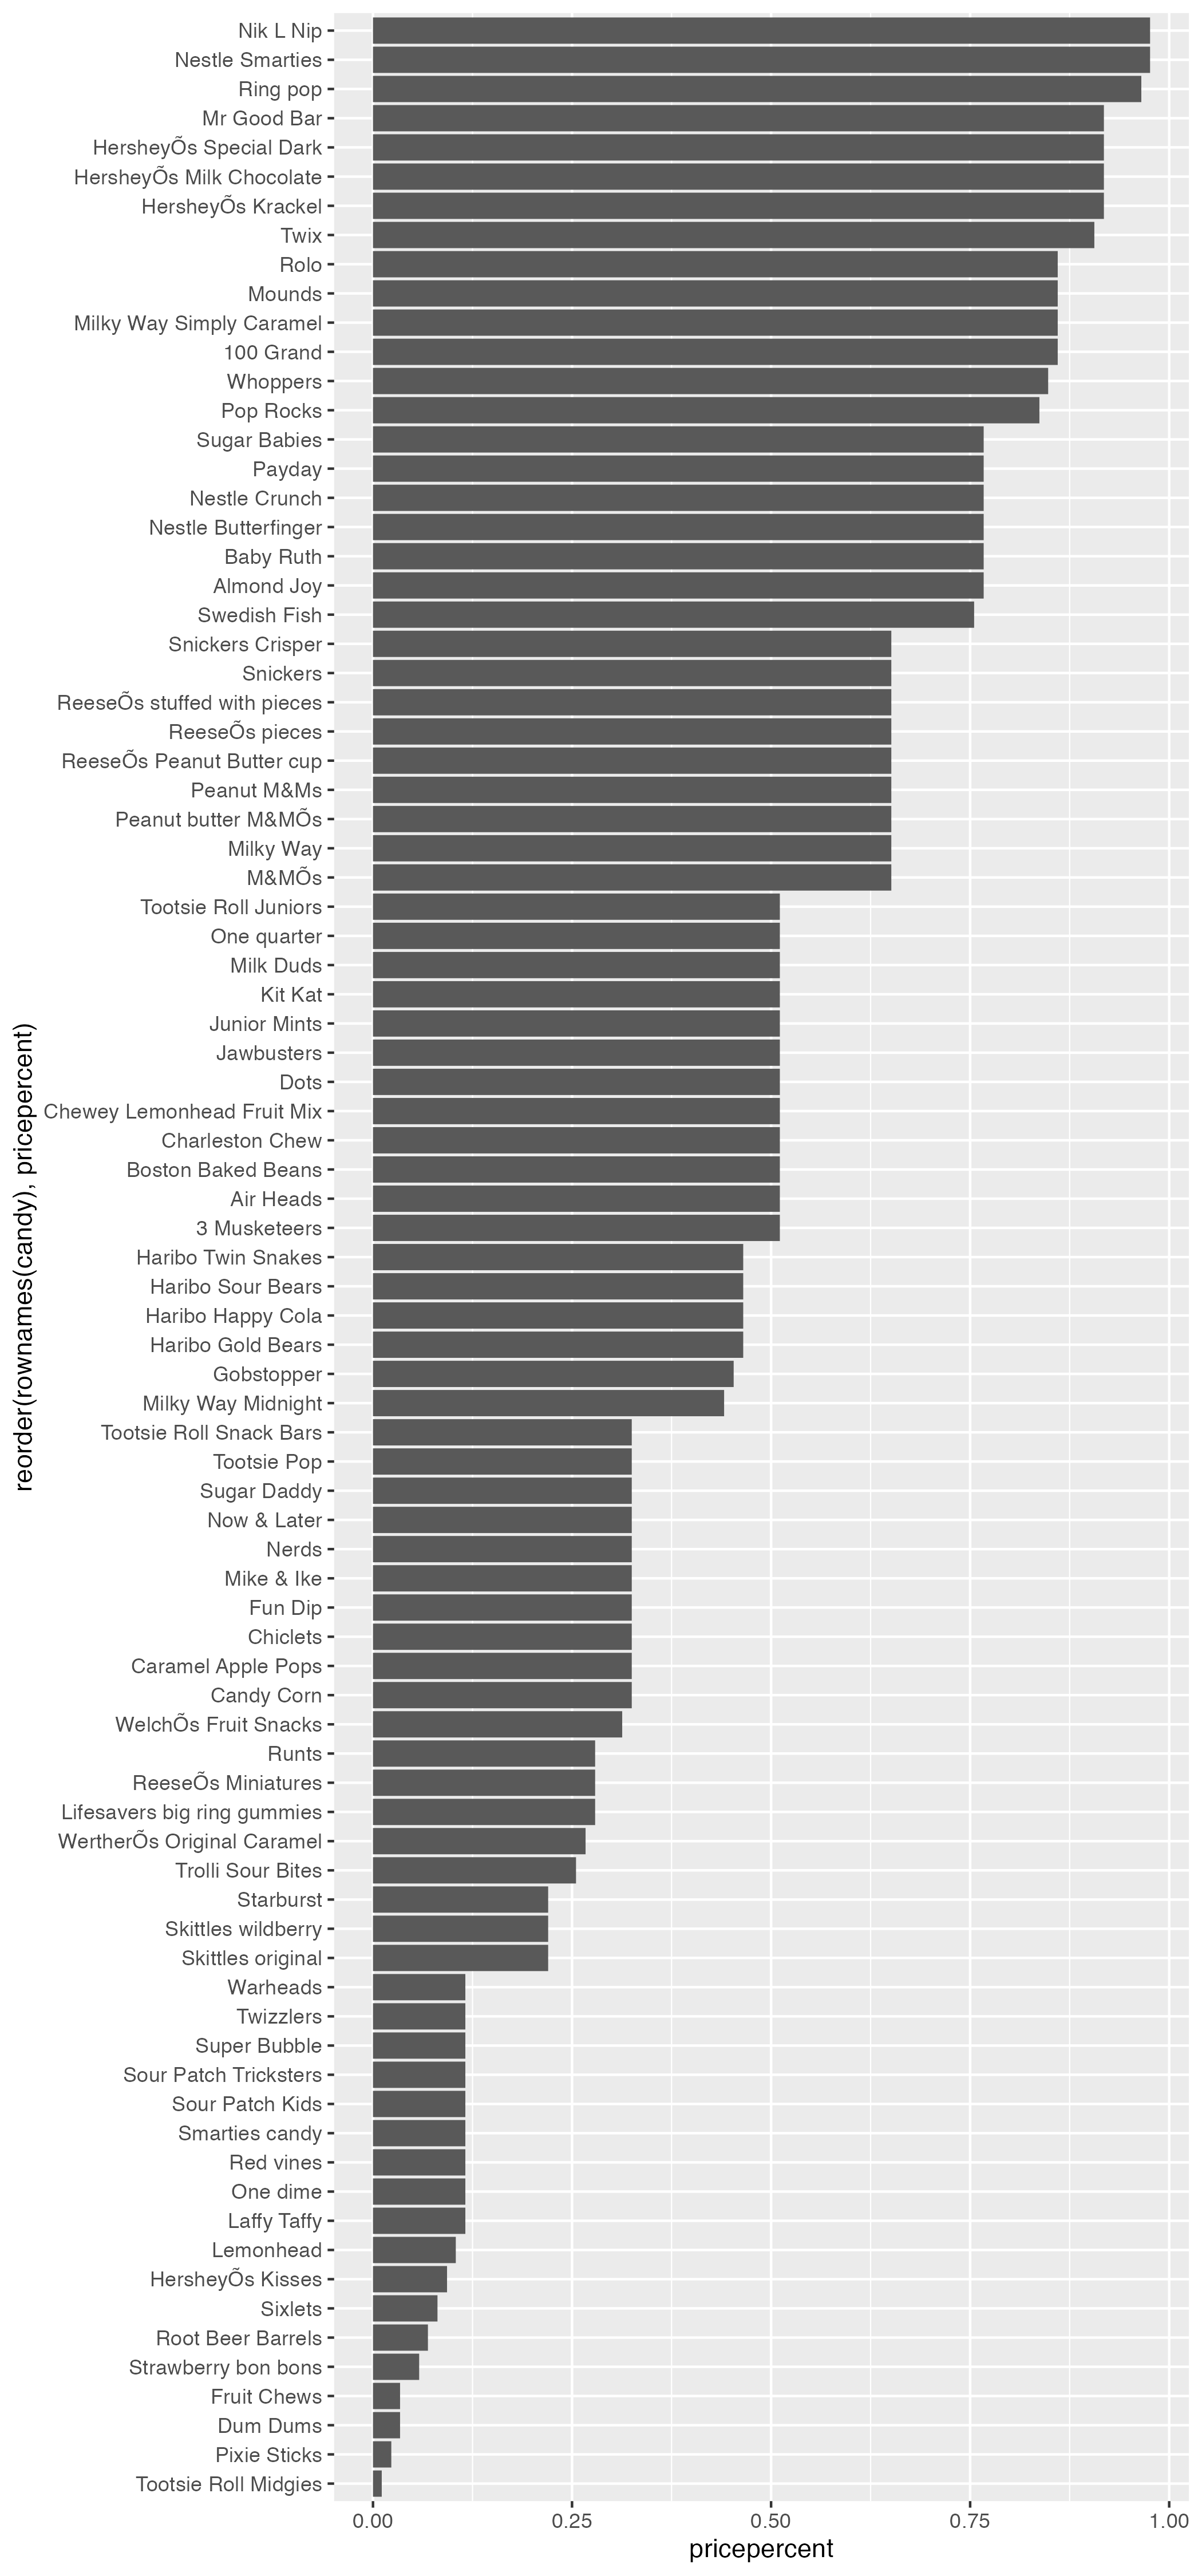 Nik L Nip
Nestle Smarties
Ring pop
Mr Good Bar
HersheyÕs Special Dark
HersheyÕs Milk Chocolate
HersheyÕs Krackel
Twix
Rolo
Mounds
Milky Way Simply Caramel
100 Grand
Whoppers
Pop Rocks
Sugar Babies
Payday
Nestle Crunch
Nestle Butterfinger
Baby Ruth
Almond Joy
Swedish Fish
Snickers Crisper
Snickers
ReeseÕs stuffed with pieces
ReeseÕs pieces
ReeseÕs Peanut Butter cup
Peanut M&Ms
Peanut butter M&MÕs
Milky Way
M&MÕs
Tootsie Roll Juniors
One quarter
Milk Duds
Kit Kat
Junior Mints
Jawbusters
Dots
Chewey Lemonhead Fruit Mix
Charleston Chew
Boston Baked Beans
Air Heads
3 Musketeers
Haribo Twin Snakes
Haribo Sour Bears
Haribo Happy Cola
Haribo Gold Bears
Gobstopper
Milky Way Midnight
Tootsie Roll Snack Bars
Tootsie Pop
Sugar Daddy
Now & Later
Nerds
Mike & Ike
Fun Dip
Chiclets
Caramel Apple Pops
Candy Corn
WelchÕs Fruit Snacks
Runts
ReeseÕs Miniatures
Lifesavers big ring gummies
WertherÕs Original Caramel
Trolli Sour Bites
Starburst
Skittles wildberry
Skittles original
Warheads
Twizzlers
Super Bubble
Sour Patch Tricksters
Sour Patch Kids
Smarties candy
Red vines
One dime
Laffy Taffy
Lemonhead
HersheyÕs Kisses
Sixlets
Root Beer Barrels
Strawberry bon bons
Fruit Chews
Dum Dums
Pixie Sticks
Tootsie Roll Midgies
reorder(rownames(candy), pricepercent)
0.00 0.25 0.50 0.75 1.00
pricepercent